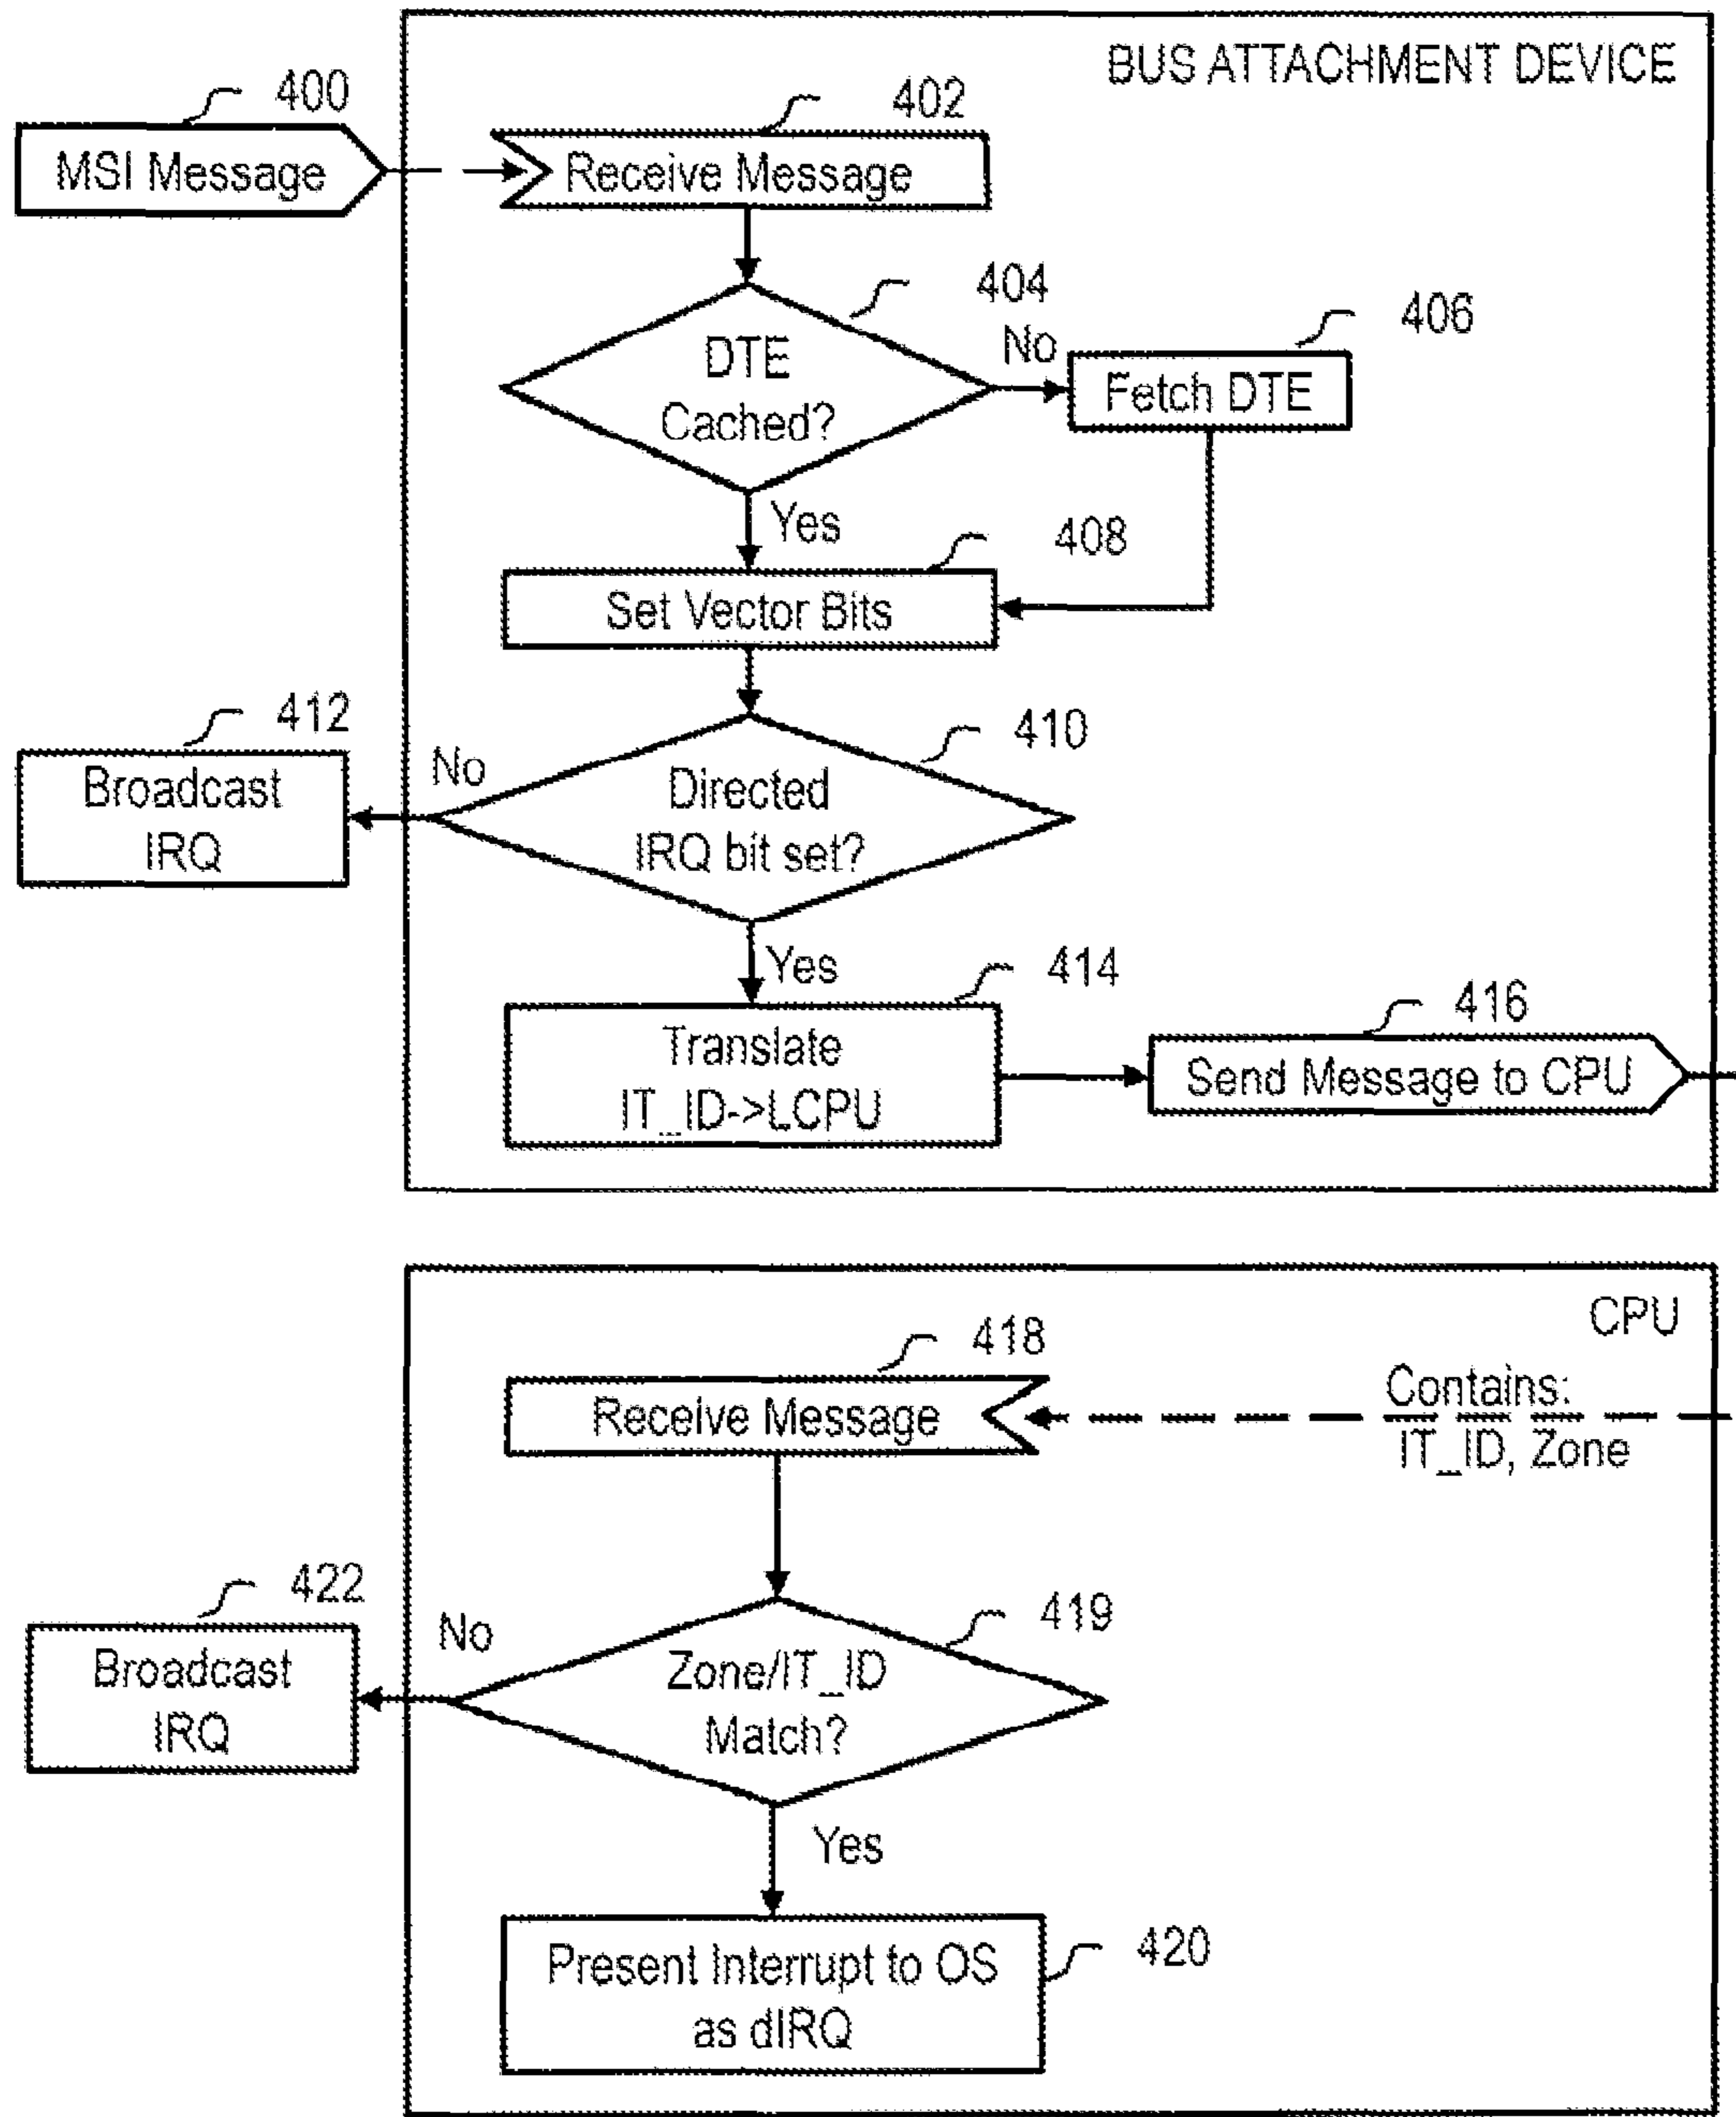 BUS ATTACHMENT DEVICE
400
402
MSI Message
Receive Message
404
406
DTE
Cached?
No
Fetch DTE
Yes
408
Set Vector Bits
412
410
Broadcast
IRQ
No
Directed
IRQ bit set?
Yes
414
416
Translate
IT_ID->LCPU
Send Message to CPU
CPU
418
Receive Message
Contains:
IT_ID, Zone
422
419
No
Broadcast
IRQ
Zone/IT_ID
Match?
Yes
420
Present Interrupt to OS
as dIRQ